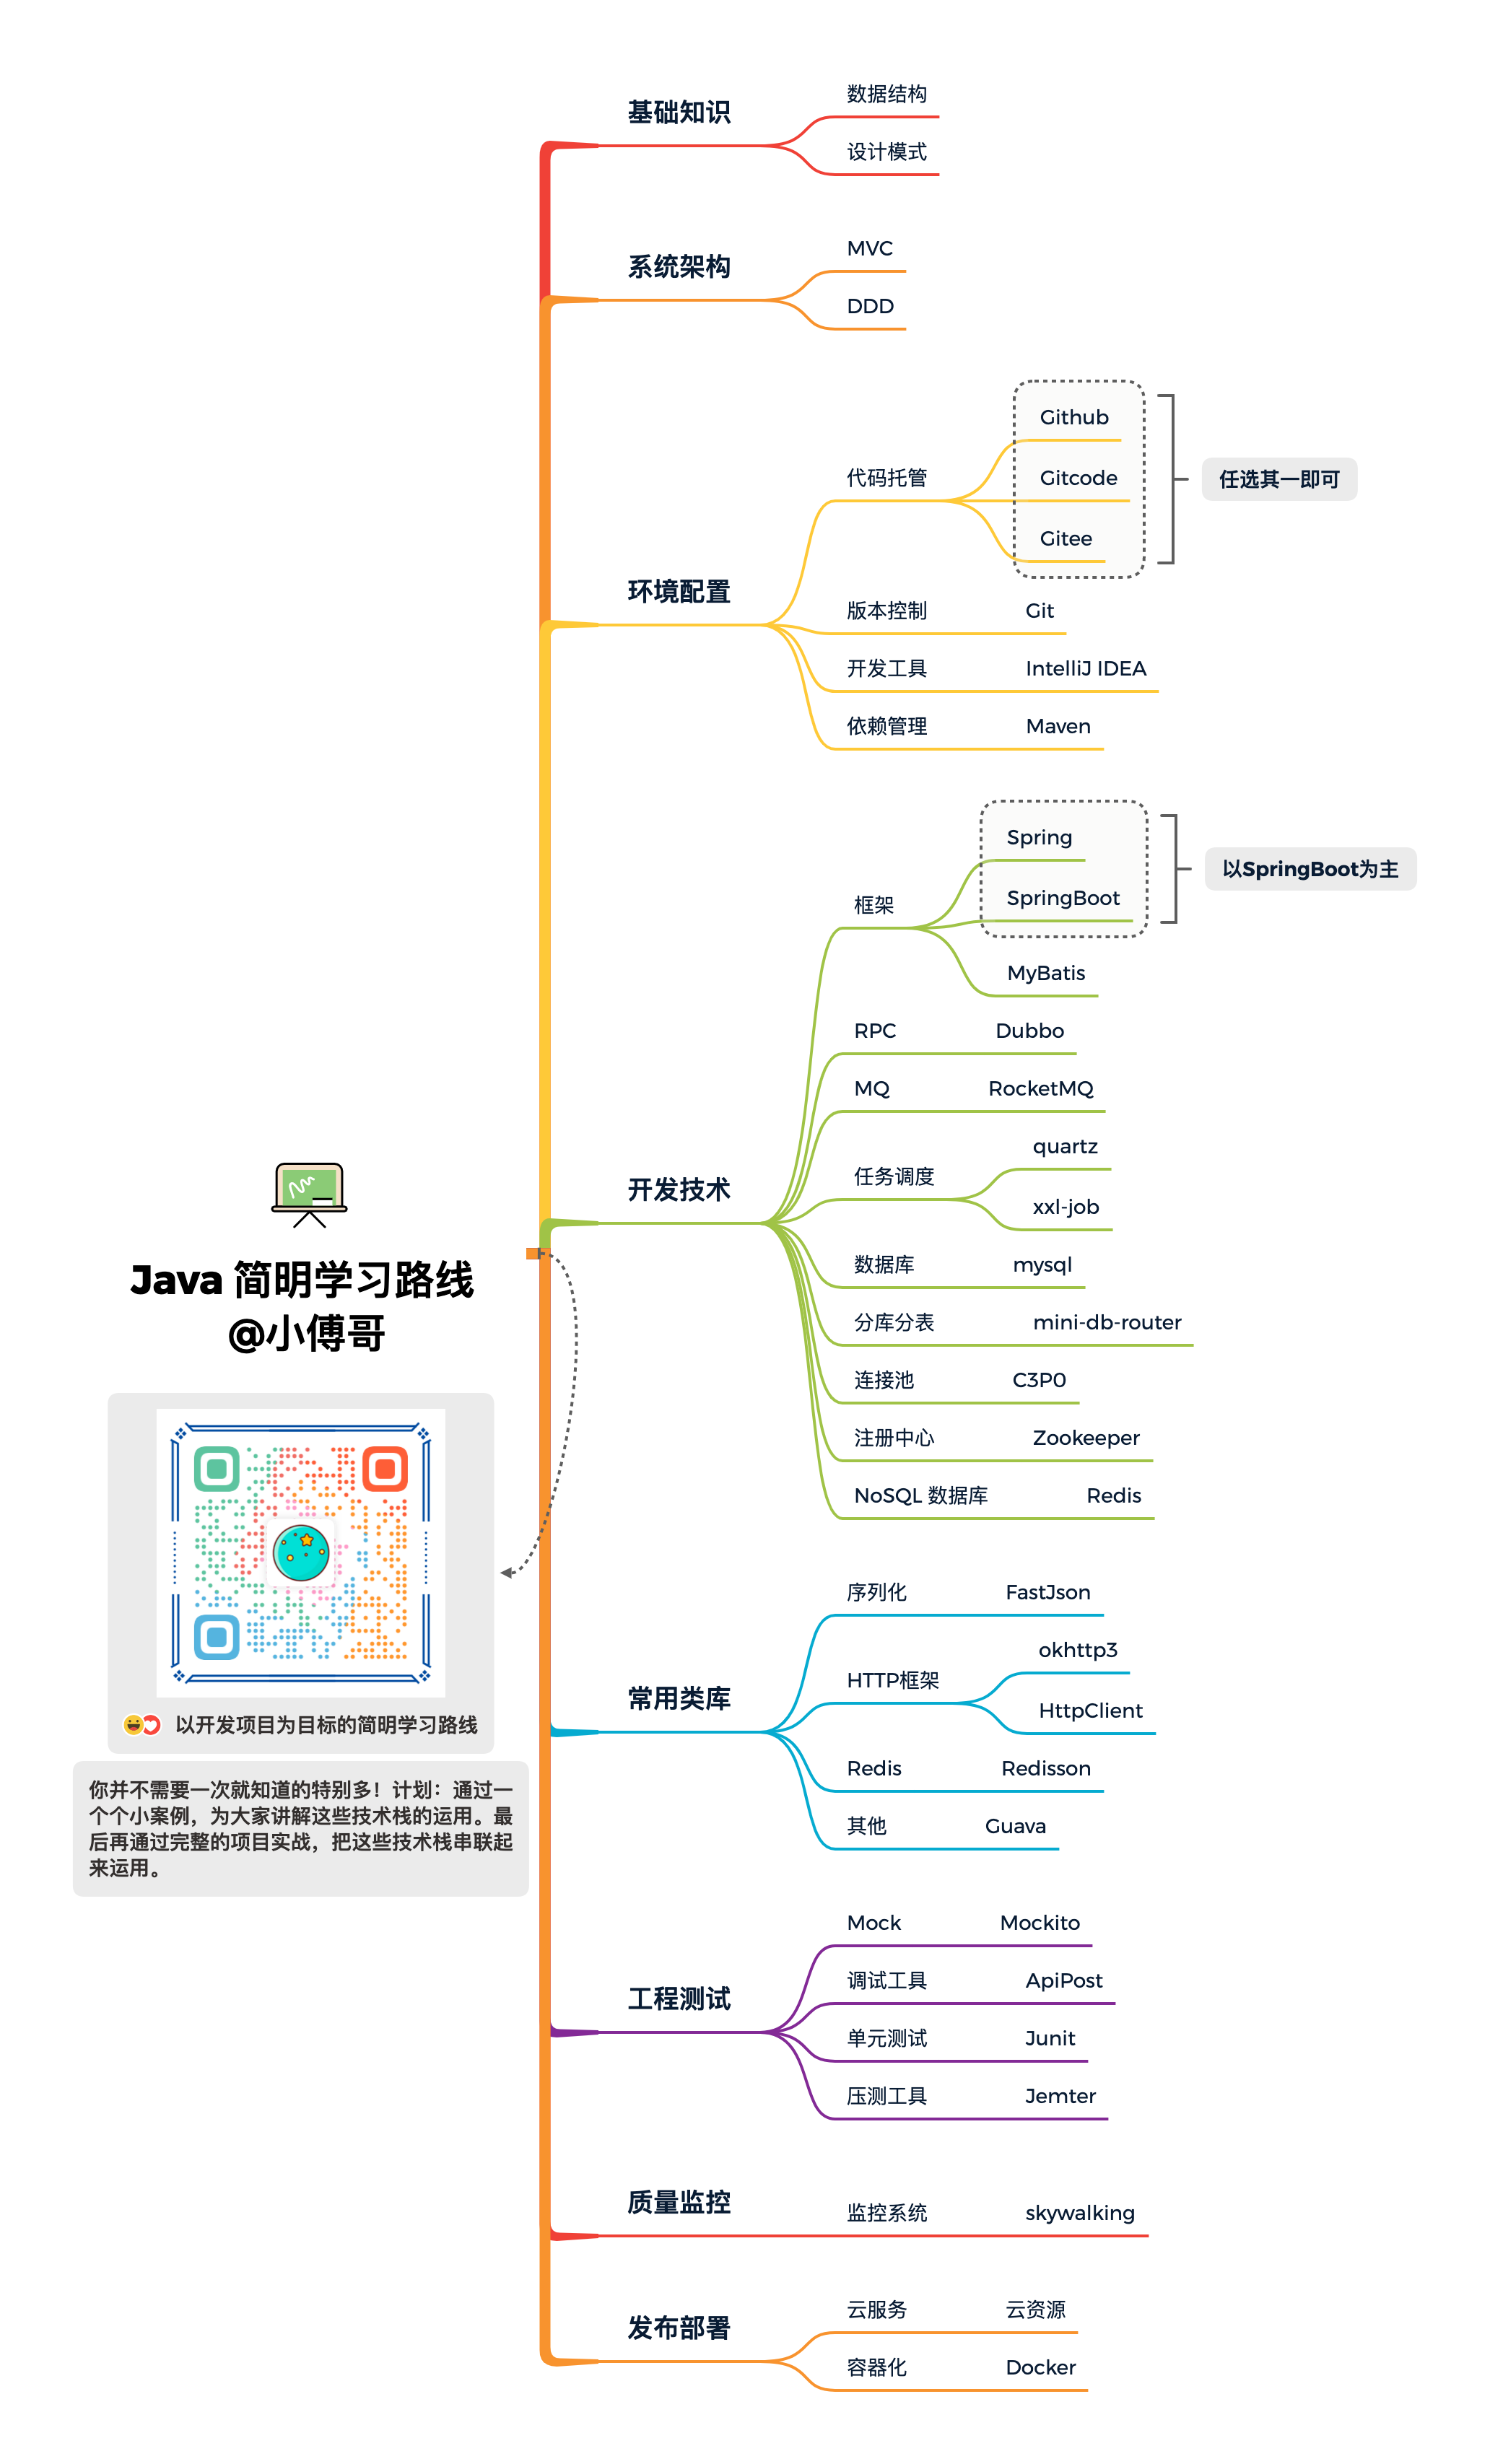 Java 简明学习路线
@小傅哥
以开发项目为目标的简明学习路线
你并不需要一次就知道的特别多！计划：通过一
个个小案例，为大家讲解这些技术栈的运用。最
后再通过完整的项目实战，把这些技术栈串联起
来运用。
基础知识
数据结构
设计模式
系统架构
MVC
DDD
环境配置
代码托管
Github
Gitcode
Gitee
任选其一即可
版本控制 Git
开发工具 IntelliJ IDEA
依赖管理 Maven
开发技术
框架
Spring
SpringBoot
以SpringBoot为主
MyBatis
RPC Dubbo
MQ RocketMQ
任务调度
quartz
xxl-job
数据库 mysql
分库分表 mini-db-router
连接池 C3P0
注册中心 Zookeeper
NoSQL 数据库 Redis
常用类库
序列化 FastJson
HTTP框架
okhttp3
HttpClient
Redis Redisson
其他 Guava
工程测试
Mock Mockito
调试工具 ApiPost
单元测试 Junit
压测工具 Jemter
质量监控
监控系统 skywalking
发布部署
云服务 云资源
容器化 Docker